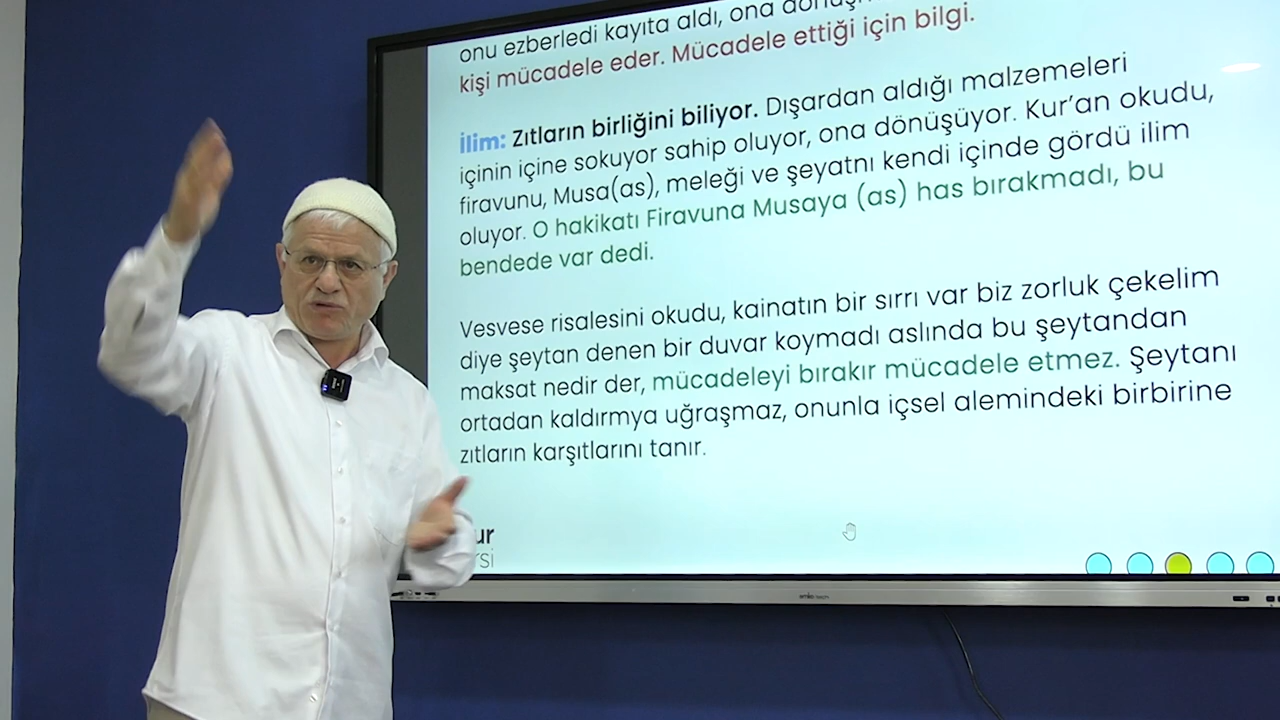 onu ezberledi kayıta aldı, ona
kişi mücadele eder. Mücadele ettiği için bilgi.
İlim: Zıtların birliğini biliyor. Dışardan aldığı malzemeleri
içinin içine sokuyor sahip oluyor, ona dönüşüyor. Kur’an okudu,
firavunu, Musa(as), meleği ve şeyatnı kendi içinde gördü ilim
oluyor. O hakikatı Firavuna Musaya (as) has bırakmadı, bu
bendede var dedi.
Vesvese risalesini okudu, kainatın bir sırrı var biz zorluk çekelim
diye şeytan denen bir duvar koymadı aslında bu şeytandan
maksat nedir der, mücadeleyi bırakır mücadele etmez. Şeytanı
ortadan kaldırmya uğraşmaz, onunla içsel alemindeki birbirine
zıtların karşıtlarını tanır.
ur
rsi